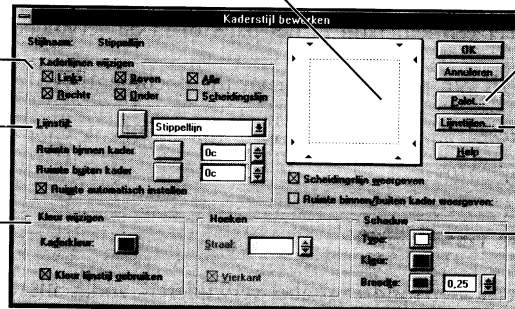 Kaderstijl bewerken
Stijlnaam: Stippellijn
OK
Kaderlijnen wijzigen
Annuleren
Links Boven Alle
Rechts Onder Scheidingslijn
Palet...
Lijnstijl: Stippellijn
Lijnstijlen...
Ruimte binnen kader 0c
Help
Ruimte buiten kader 0c
Scheidingslijn weergeven
Ruimte automatisch instellen
Ruimte binnen/buiten kader weergeven:
Kleur wijzigen
Hoeken
Schaduw
Kaderkleur:
Straal:
Type:
Kleur:
Kleur lijnstijl gebruiken
Vierkant
Breedte: 0,25